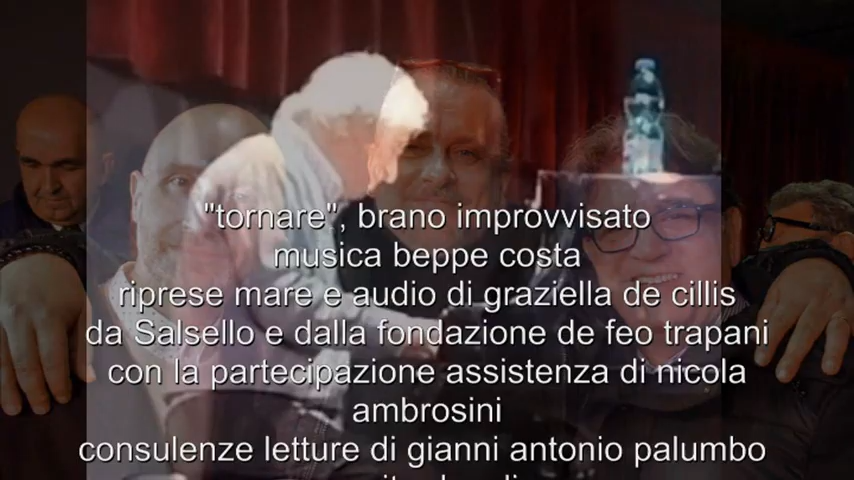 "tornare", brano improvvisato
musica beppe costa
riprese mare e audio di graziella de cillis
da Salsello e dalla fondazione de feo trapani
con la partecipazione assistenza di nicola
ambrosini
consulenze letture di gianni antonio palumbo